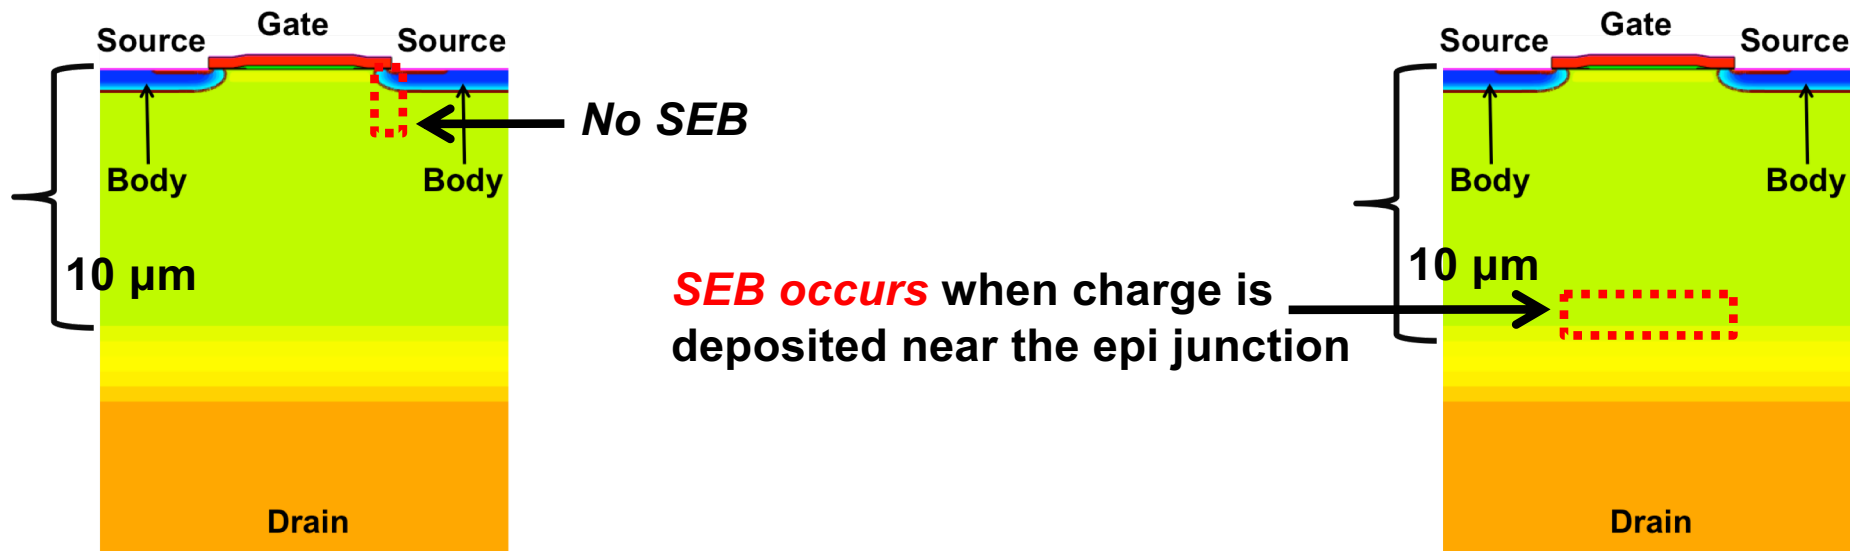 Source
Gate
Source
Body
Body
10 µm
Drain
No SEB
SEB occurs when charge is
deposited near the epi junction
Source
Gate
Source
Body
Body
10 µm
Drain